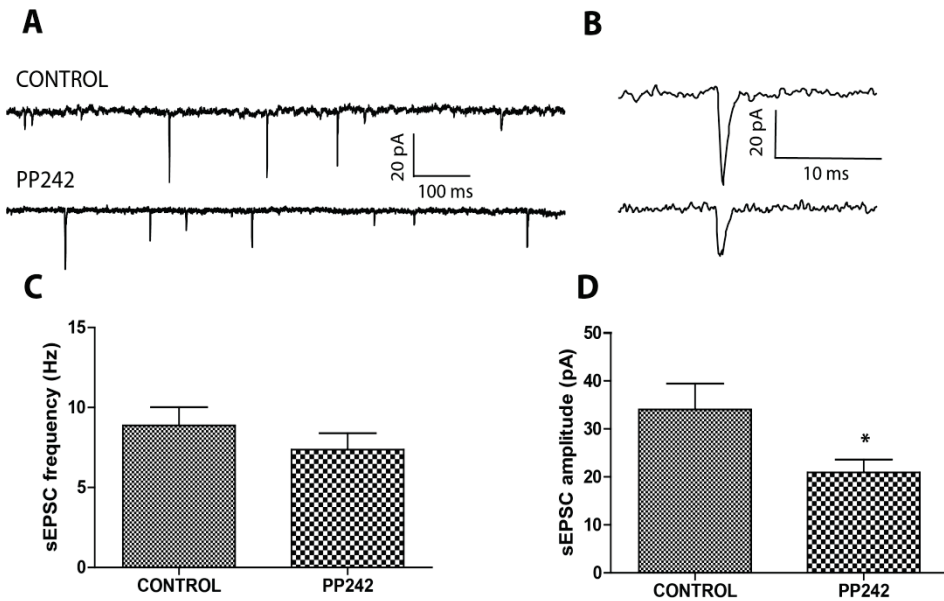 A
CONTROL
20 pA
100 ms
PP242
B
20 pA
10 ms
C
sEPSC frequency (Hz)
15
10
5
0
CONTROL
PP242
D
sEPSC amplitude (pA)
50
40
30
20
10
0
*
CONTROL
PP242